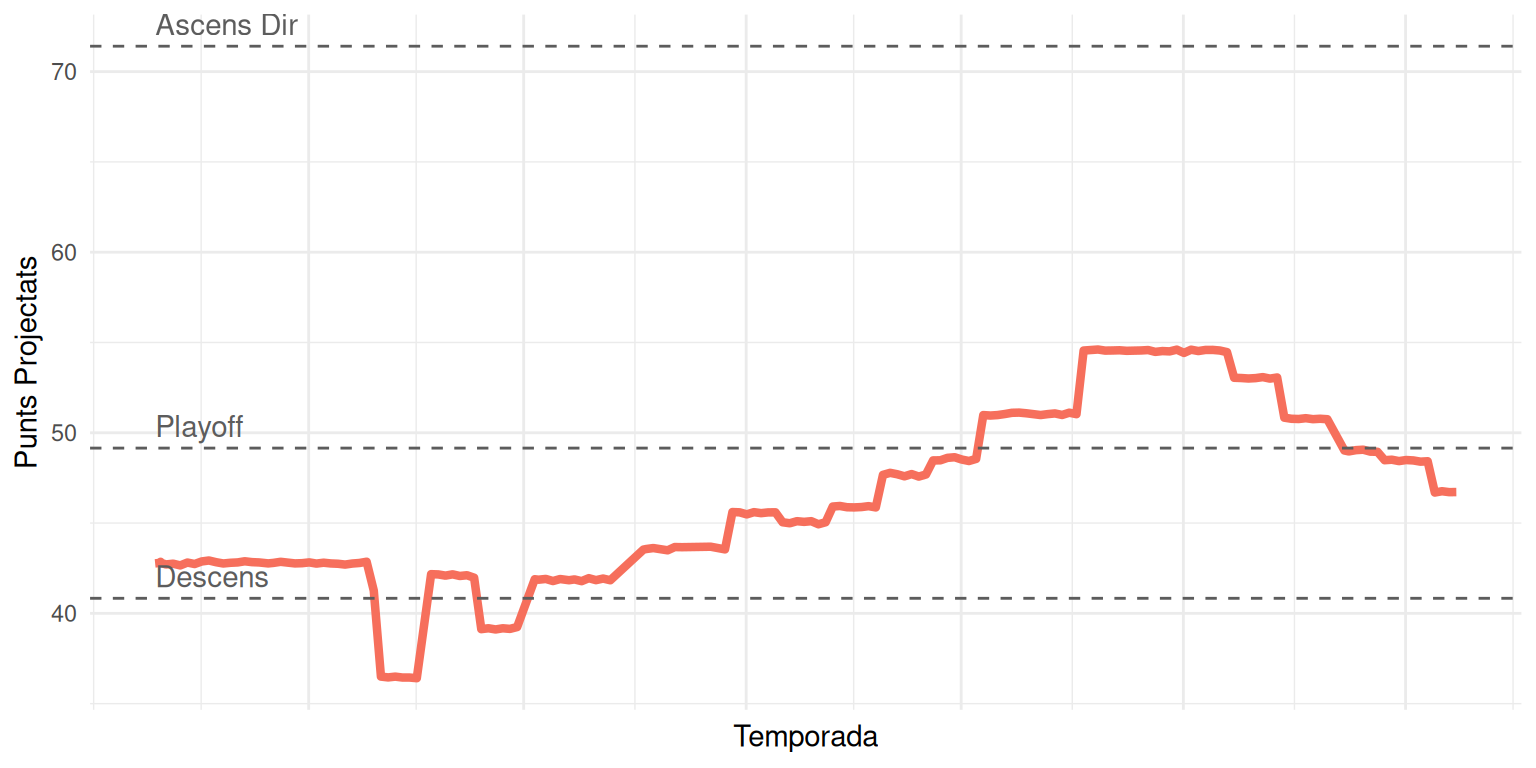 Ascens Dir
70
60
Punts Projectats
Playoff
50
Descens
40
Temporada